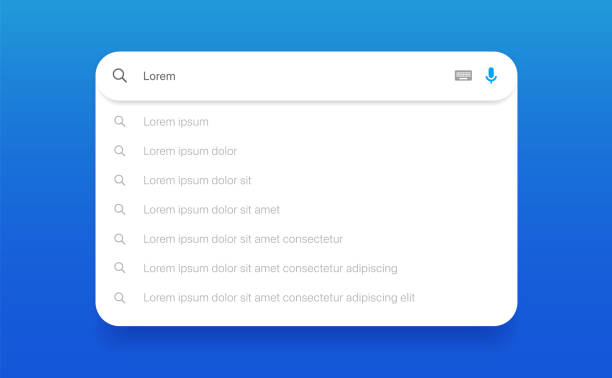 Lorem
Lorem ipsum
Lorem ipsum dolor
Lorem ipsum dolor sit
Lorem ipsum dolor sit amet
Lorem ipsum dolor sit amet consectetur
Lorem ipsum dolor sit amet consectetur adipiscing
Lorem ipsum dolor sit amet consectetur adipiscing elit